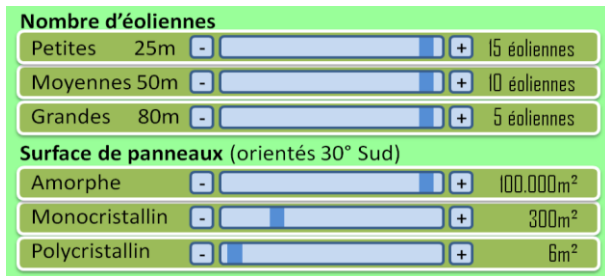 Nombre d'éoliennes
Petites 25m - + 15 éoliennes
Moyennes 50m - + 10 éoliennes
Grandes 80m - + 5 éoliennes
Surface de panneaux (orientés 30° Sud)
Amorphe - + 100.000m²
Monocristallin - + 300m²
Polycristallin - + 6m²